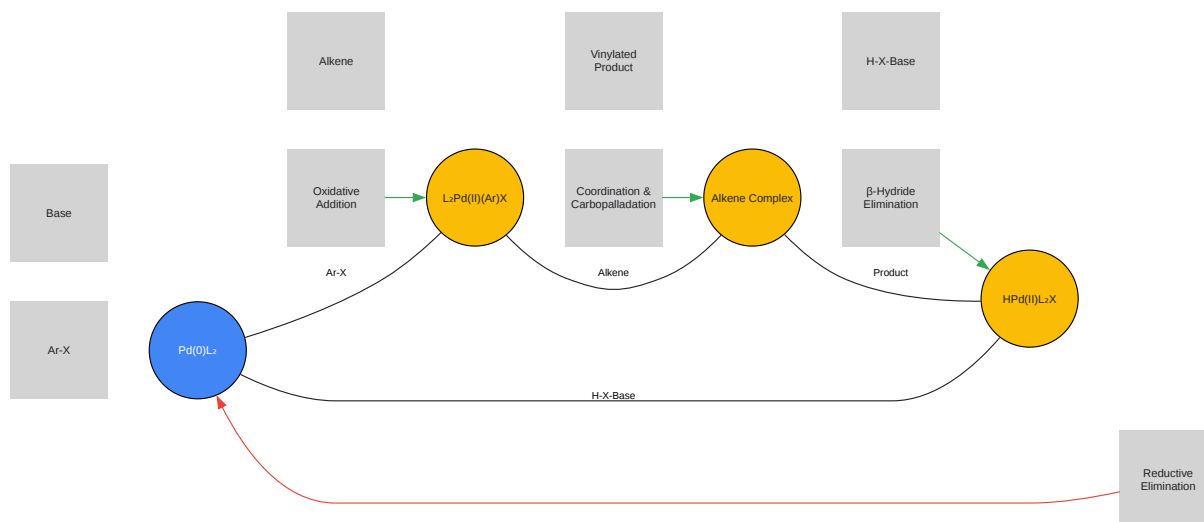 Alkene
Vinylated
Product
H-X-Base
Base
Oxidative
Addition
L₂Pd(II)(Ar)X
Coordination &
Carbopalladation
Alkene Complex
β-Hydride
Elimination
Ar-X
Alkene
Product
HPd(II)L₂X
Ar-X
Pd(0)L₂
H-X-Base
Reductive
Elimination